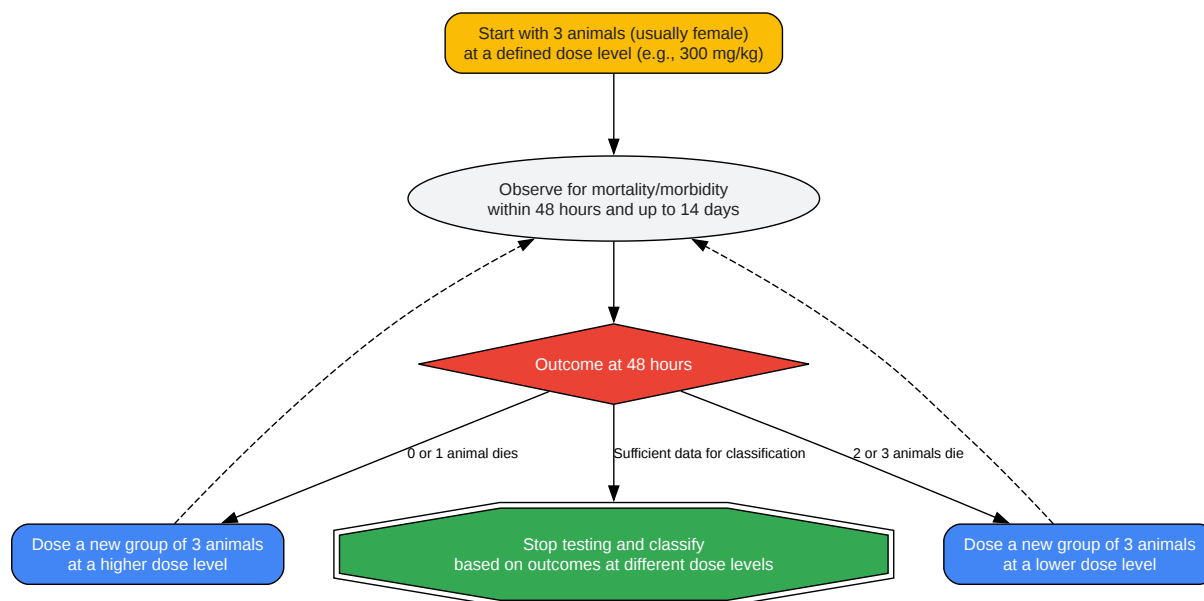 Start with 3 animals (usually female)
at a defined dose level (e.g., 300 mg/kg)
Observe for mortality/morbidity
within 48 hours and up to 14 days
Outcome at 48 hours
0 or 1 animal dies
Sufficient data for classification
2 or 3 animals die
Dose a new group of 3 animals
at a higher dose level
Stop testing and classify
based on outcomes at different dose levels
Dose a new group of 3 animals
at a lower dose level